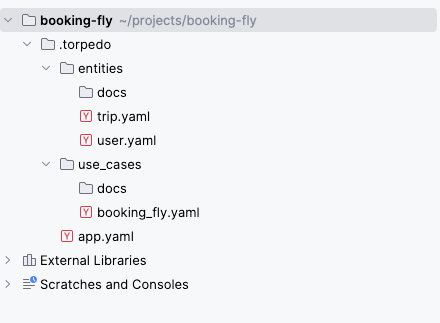 booking-fly ~/projects/booking-fly
.torpedo
entities
docs
trip.yaml
user.yaml
use_cases
docs
booking_fly.yaml
app.yaml
External Libraries
Scratches and Consoles